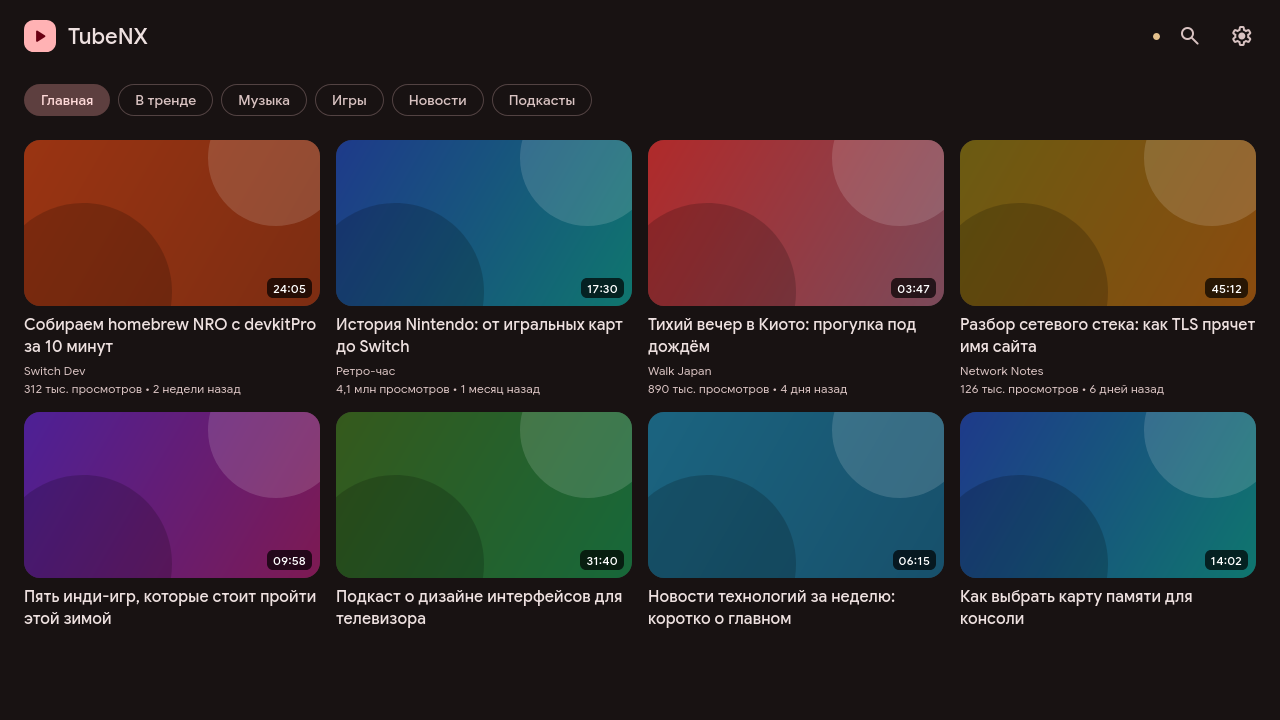 TubeNX
Главная
В тренде
Музыка
Игры
Новости
Подкасты
24:05
17:30
03:47
45:12
Собираем homebrew NRO с devkitPro
за 10 минут
Switch Dev
312 тыс. просмотров • 2 недели назад
История Nintendo: от игральных карт
до Switch
Ретро-час
4,1 млн просмотров • 1 месяц назад
Тихий вечер в Киото: прогулка под
дождём
Walk Japan
890 тыс. просмотров • 4 дня назад
Разбор сетевого стека: как TLS прячет
имя сайта
Network Notes
126 тыс. просмотров • 6 дней назад
09:58
31:40
06:15
14:02
Пять инди-игр, которые стоит пройти
этой зимой
Подкаст о дизайне интерфейсов для
телевизора
Новости технологий за неделю:
коротко о главном
Как выбрать карту памяти для
консоли